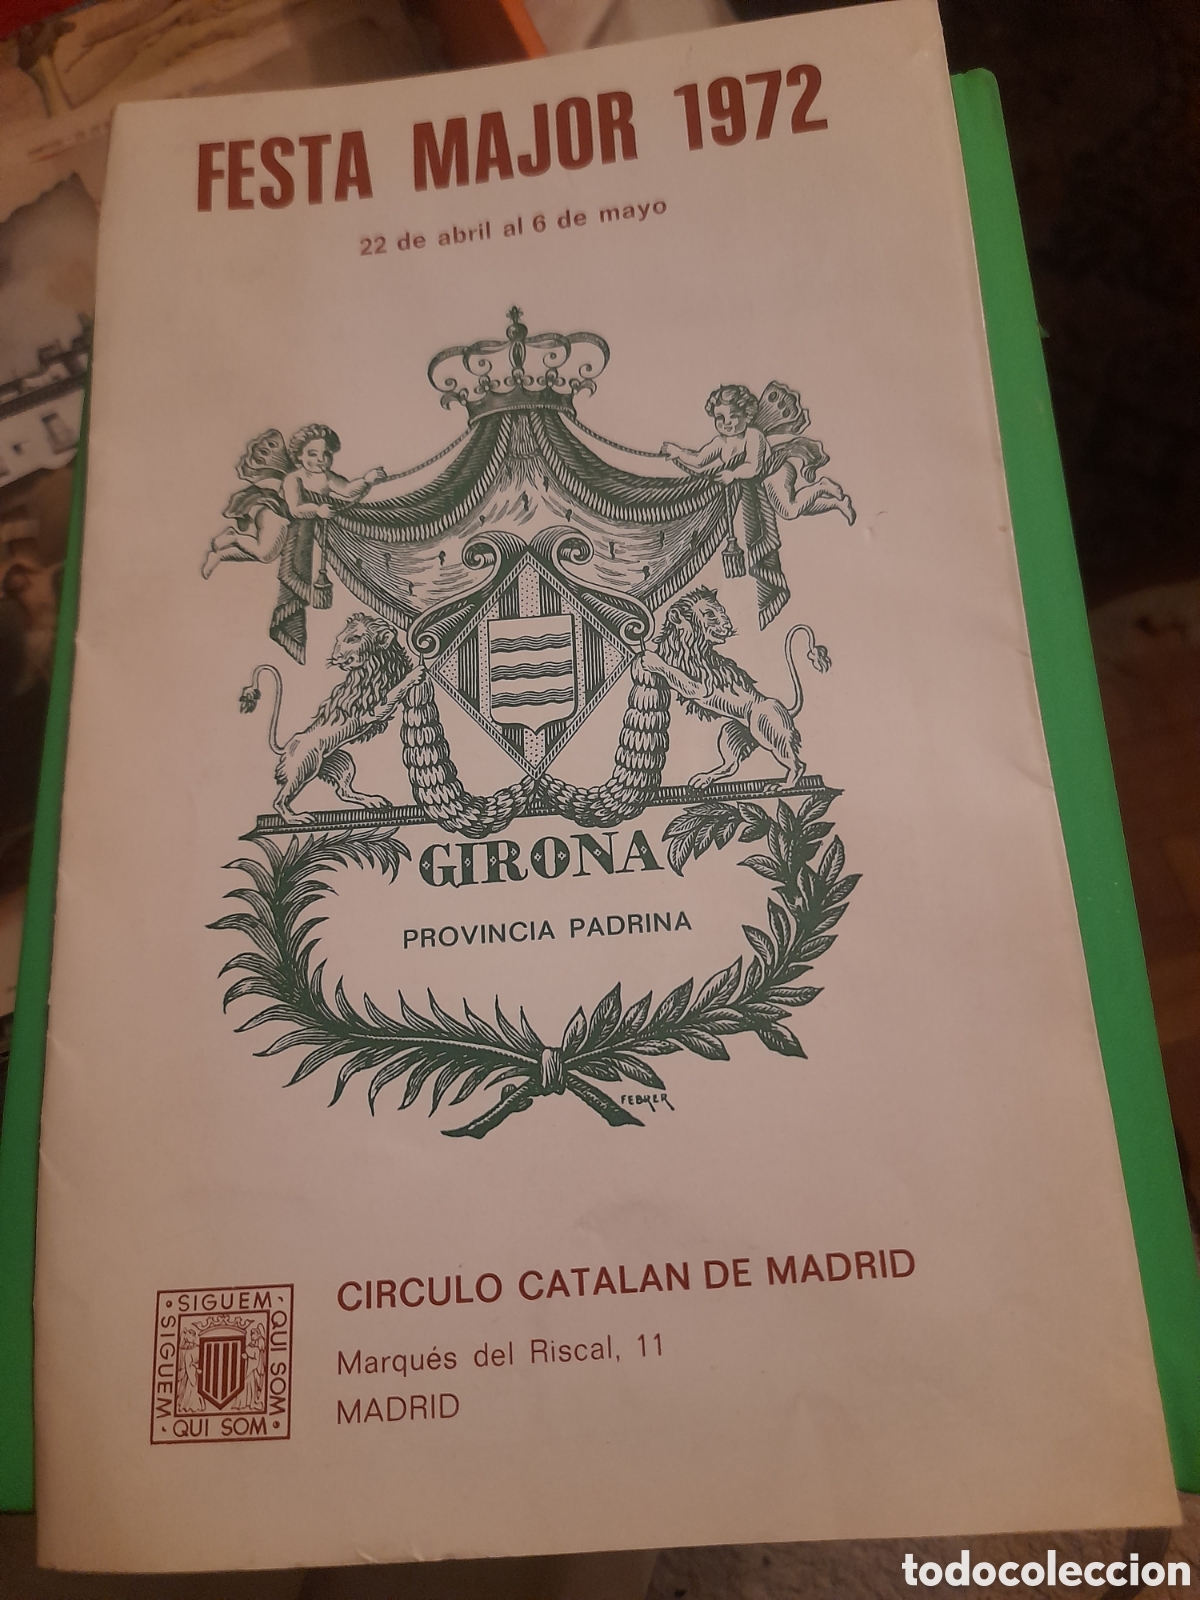 FESTA MAJOR 1972
22 de abril al 6 de mayo
GIRONA
PROVINCIA PADRINA
FEBRER
CIRCULO CATALAN DE MADRID
Marqués del Riscal, 11
MADRID
SIGUEM
QUI SOM
SIGUEM
QUI SOM
todocoleccion